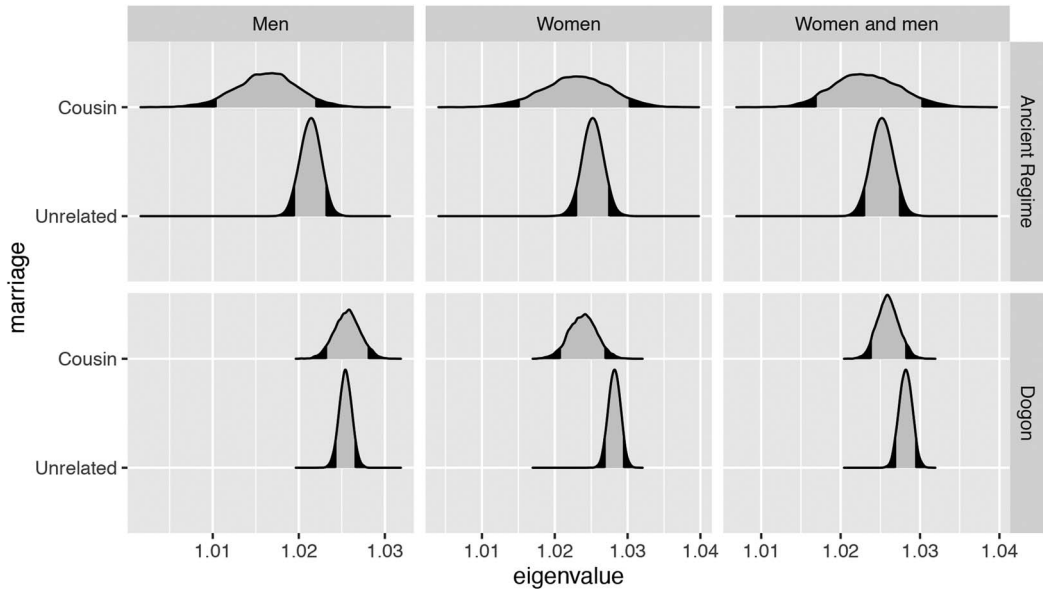 Men
Women
Women and men
Cousin
Unrelated
Ancient Regime
marriage
Cousin
Unrelated
Dogon
1.01 1.02 1.03
1.01 1.02 1.03 1.04
1.01 1.02 1.03 1.04
eigenvalue